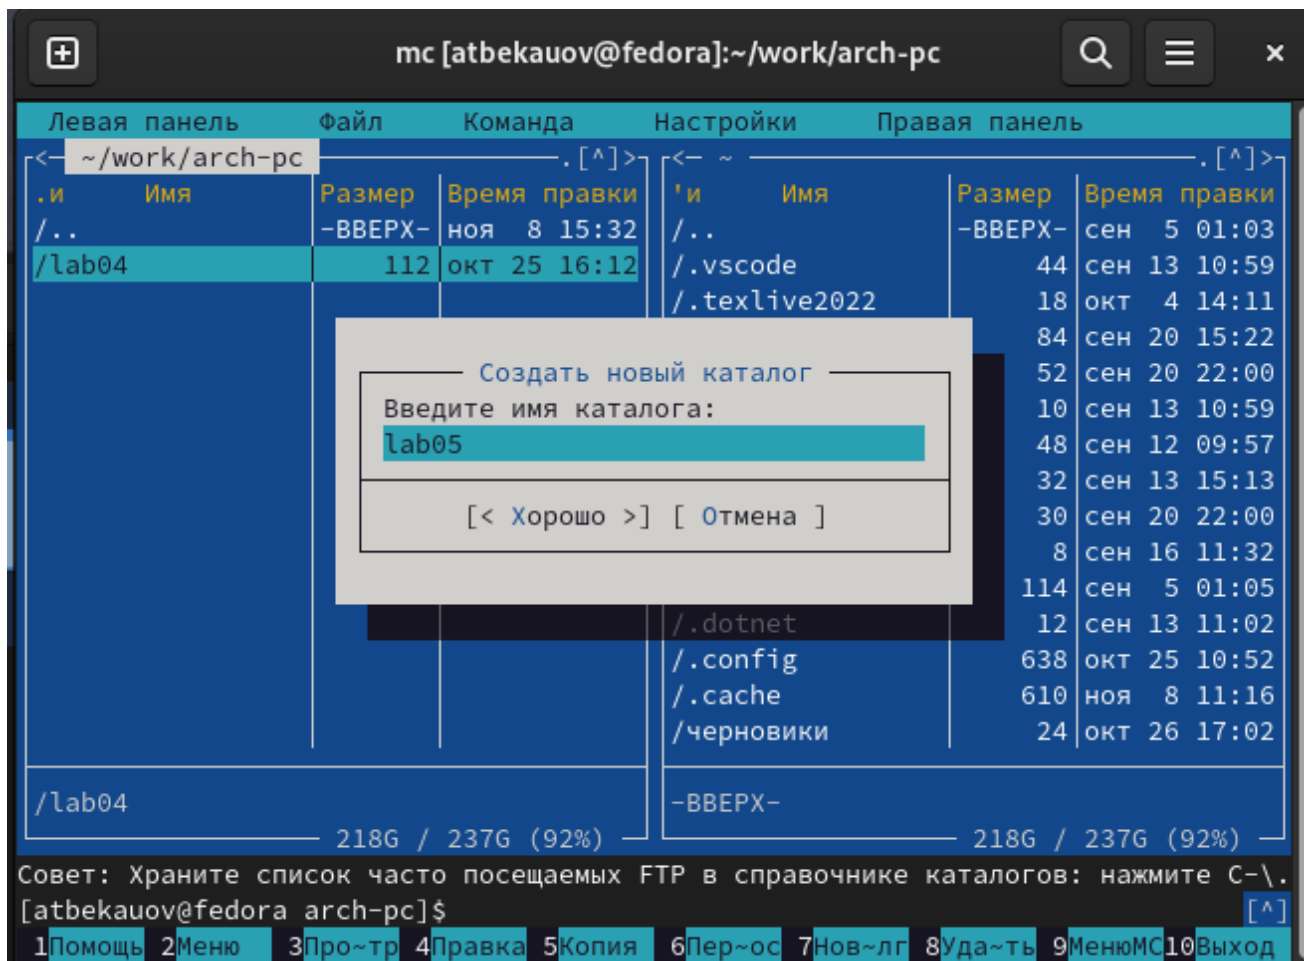 mc [atbekauov@fedora]:~/work/arch-pc
Левая панель Файл Команда Настройки Правая панель
<- ~/work/arch-pc .[^]> <- ~ .[^]>
.и Имя Размер Время правки 'и Имя Размер Время правки
/.. -ВВЕРХ- ноя 8 15:32 /.. -ВВЕРХ- сен 5 01:03
/lab04 112 окт 25 16:12 /.vscode 44 сен 13 10:59
/.texlive2022 18 окт 4 14:11
84 сен 20 15:22
Создать новый каталог 52 сен 20 22:00
Введите имя каталога: 10 сен 13 10:59
lab05 48 сен 12 09:57
32 сен 13 15:13
[< Хорошо >] [ Отмена ] 30 сен 20 22:00
8 сен 16 11:32
114 сен 5 01:05
/.dotnet 12 сен 13 11:02
/.config 638 окт 25 10:52
/.cache 610 ноя 8 11:16
/черновики 24 окт 26 17:02
/lab04 -ВВЕРХ-
218G / 237G (92%) 218G / 237G (92%)
Совет: Храните список часто посещаемых FTP в справочнике каталогов: нажмите C-\.
[atbekauov@fedora arch-pc]$ [^]
1Помощь 2Меню 3Про~тр 4Правка 5Копия 6Пер~ос 7Нов~лг 8Уда~ть 9МенюMC 10Выход